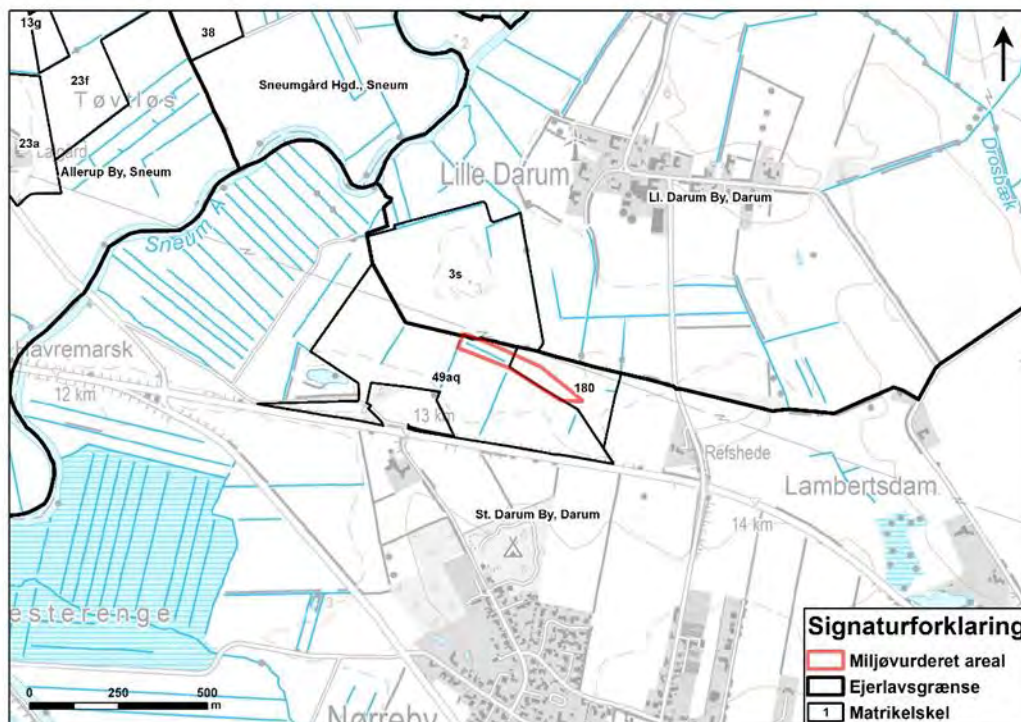 13g
38
23f
Sneumgård Hgd., Sneum
Tøvtløs
23a
Allerup By, Sneum
Lille Darum
Ll. Darum By, Darum
Drosbæk
Sneum Å
3s
Havremarsk
49aq
180
12 km
13 km
Refshede
Lambertsdam
14 km
St. Darum By, Darum
esterenge
Nørreby
0 250 500
m
Signaturforklaring
Miljøvurderet areal
Ejerlavsgrænse
1 Matrikelskel